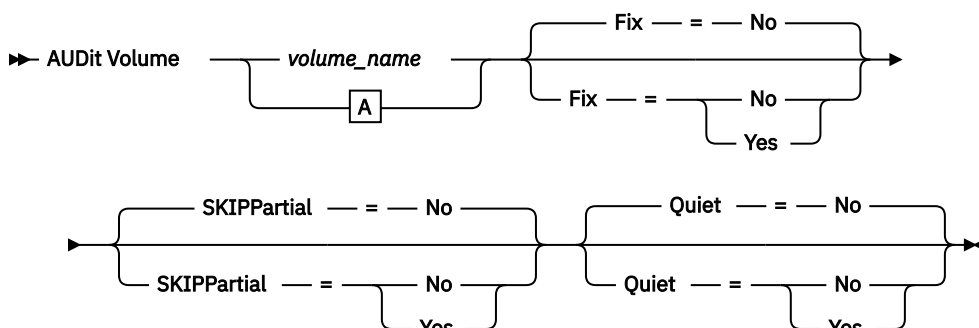 Fix = No
AUDit Volume volume_name
A
Fix = No
Yes
SKIPPartial = No
Quiet = No
SKIPPartial = No
Quiet = No
Yes
Yes